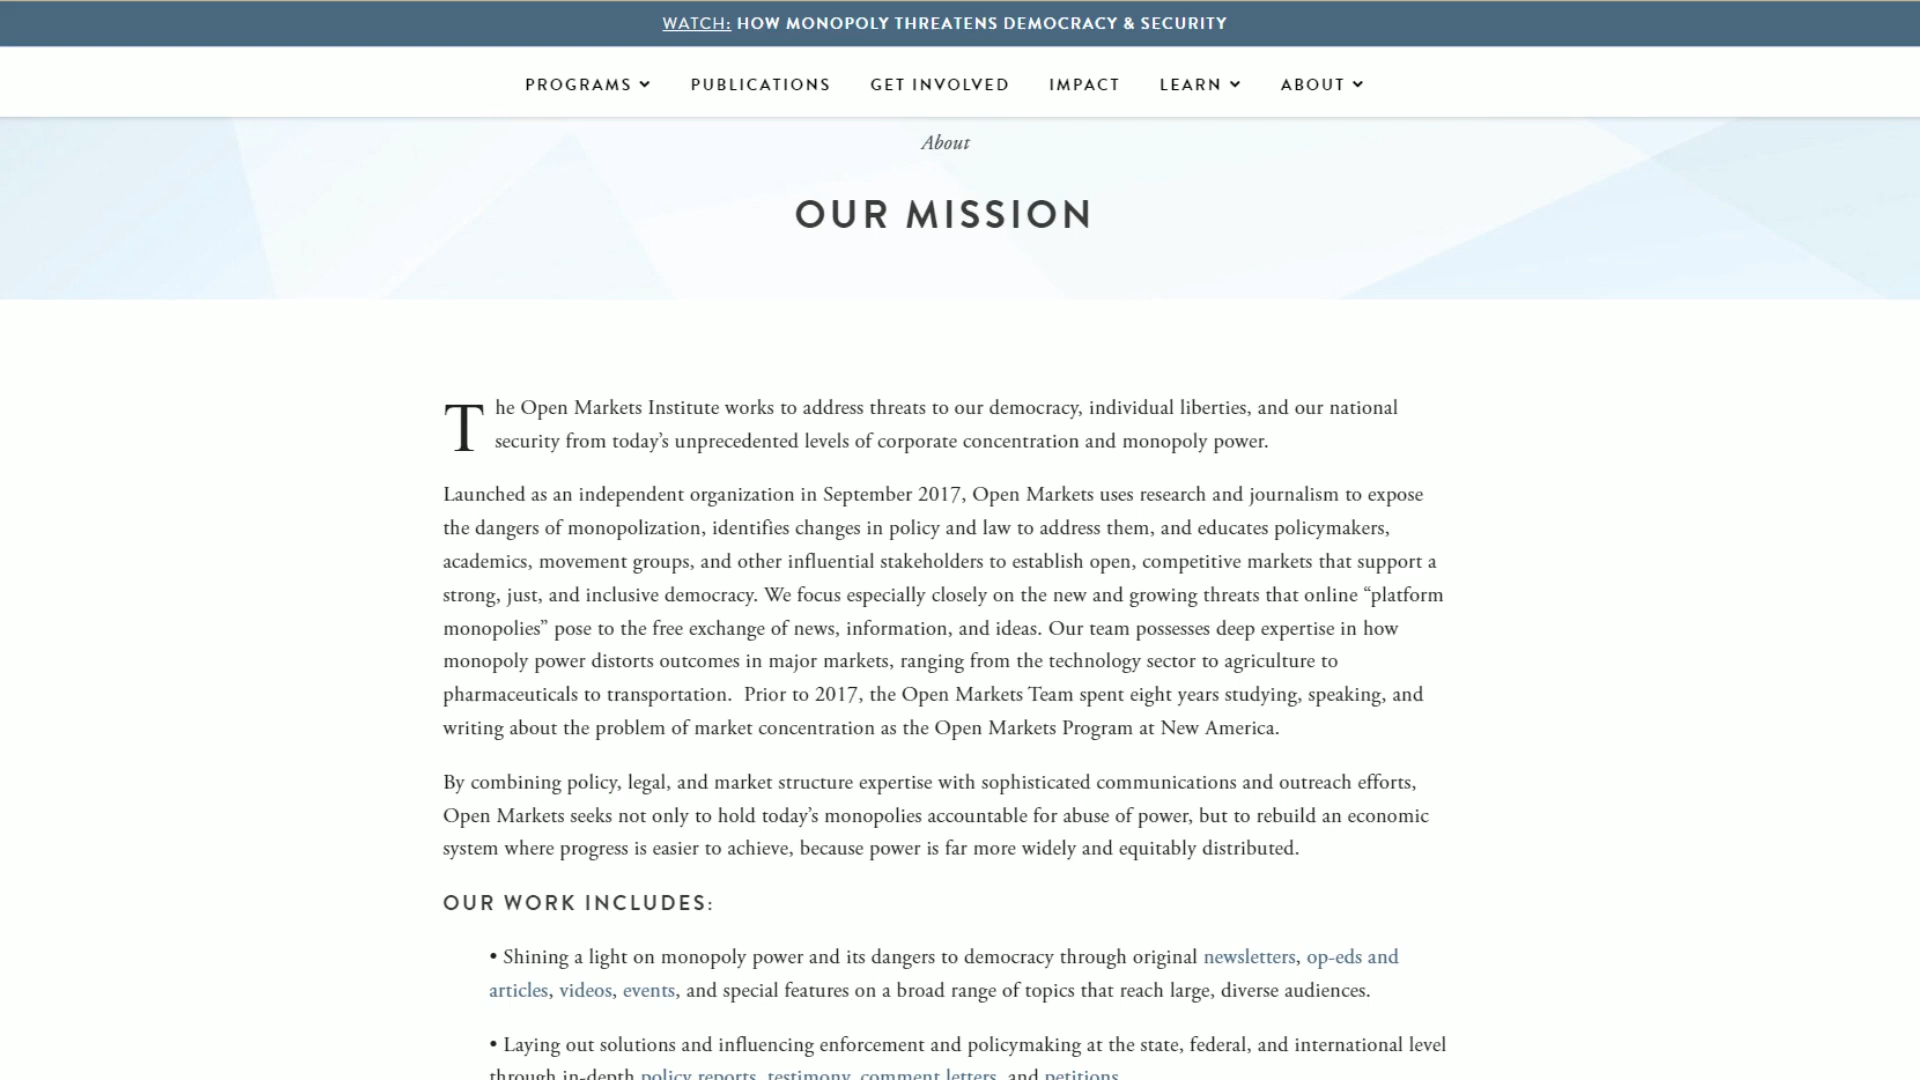 WATCH: HOW MONOPOLY THREATENS DEMOCRACY & SECURITY
PROGRAMS PUBLICATIONS GET INVOLVED IMPACT LEARN ABOUT
About
OUR MISSION
The Open Markets Institute works to address threats to our democracy, individual liberties, and our national
security from today’s unprecedented levels of corporate concentration and monopoly power.
Launched as an independent organization in September 2017, Open Markets uses research and journalism to expose
the dangers of monopolization, identifies changes in policy and law to address them, and educates policymakers,
academics, movement groups, and other influential stakeholders to establish open, competitive markets that support a
strong, just, and inclusive democracy. We focus especially closely on the new and growing threats that online “platform
monopolies” pose to the free exchange of news, information, and ideas. Our team possesses deep expertise in how
monopoly power distorts outcomes in major markets, ranging from the technology sector to agriculture to
pharmaceuticals to transportation.  Prior to 2017, the Open Markets Team spent eight years studying, speaking, and
writing about the problem of market concentration as the Open Markets Program at New America.
By combining policy, legal, and market structure expertise with sophisticated communications and outreach efforts,
Open Markets seeks not only to hold today’s monopolies accountable for abuse of power, but to rebuild an economic
system where progress is easier to achieve, because power is far more widely and equitably distributed.
OUR WORK INCLUDES:
• Shining a light on monopoly power and its dangers to democracy through original newsletters, op-eds and
articles, videos, events, and special features on a broad range of topics that reach large, diverse audiences.
• Laying out solutions and influencing enforcement and policymaking at the state, federal, and international level
through in-depth policy reports, testimony, comment letters, and petitions.